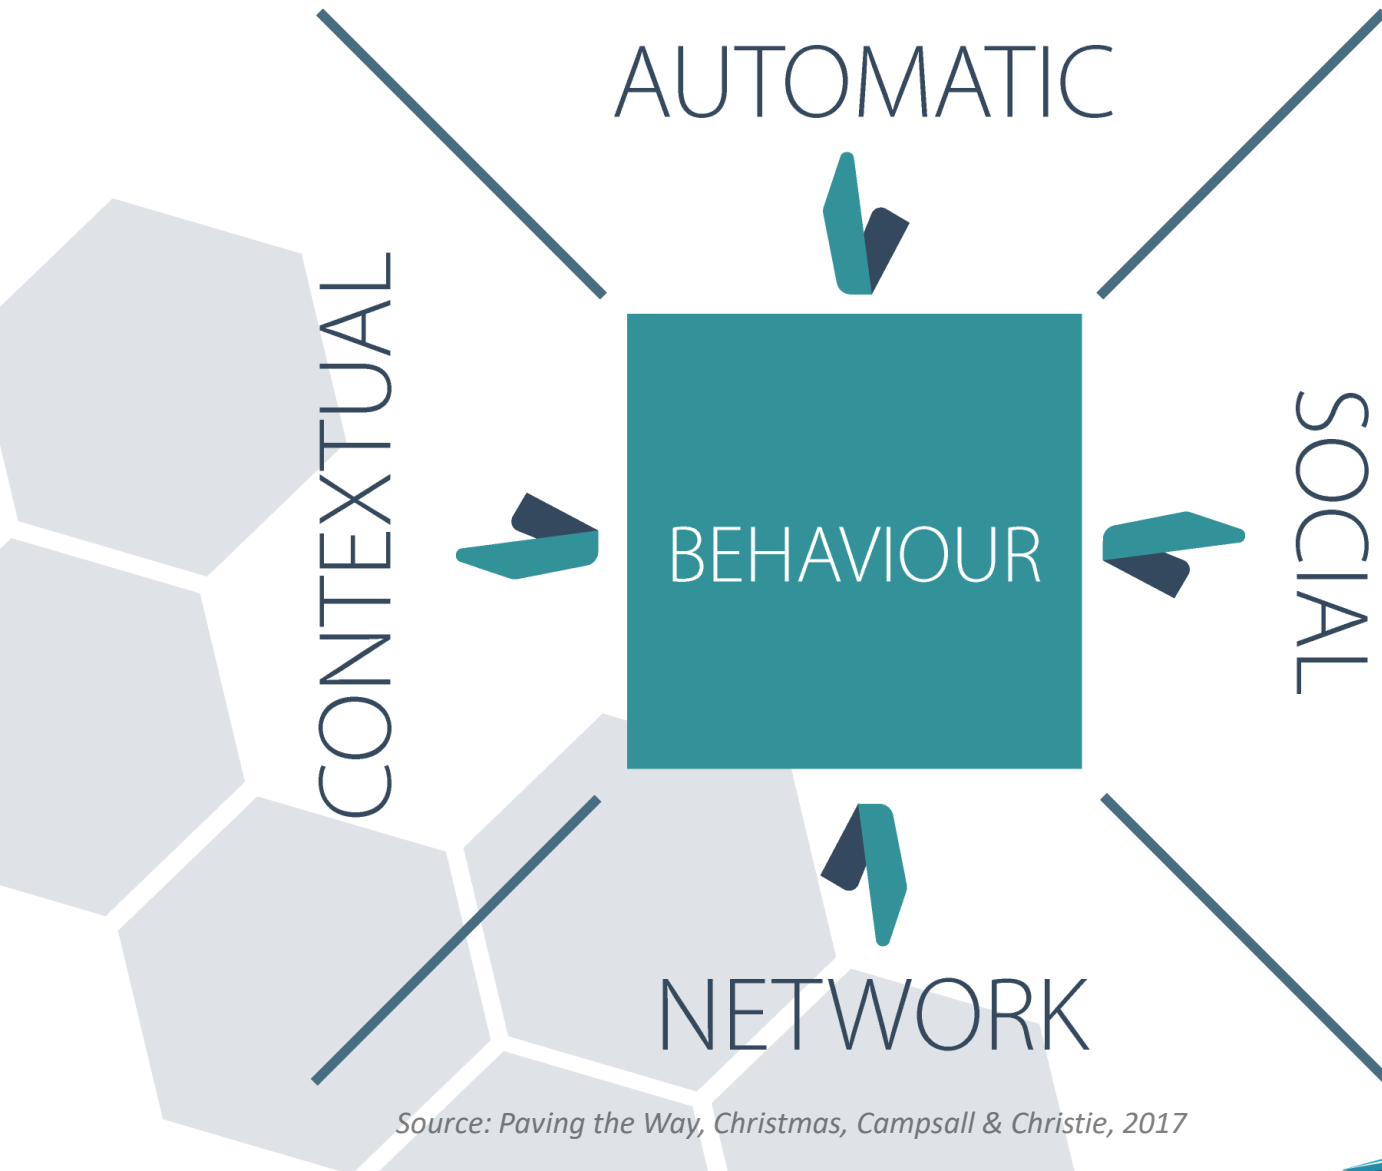 AUTOMATIC
CONTEXTUAL
BEHAVIOUR
SOCIAL
NETWORK
Source: Paving the Way, Christmas, Campsall & Christie, 2017